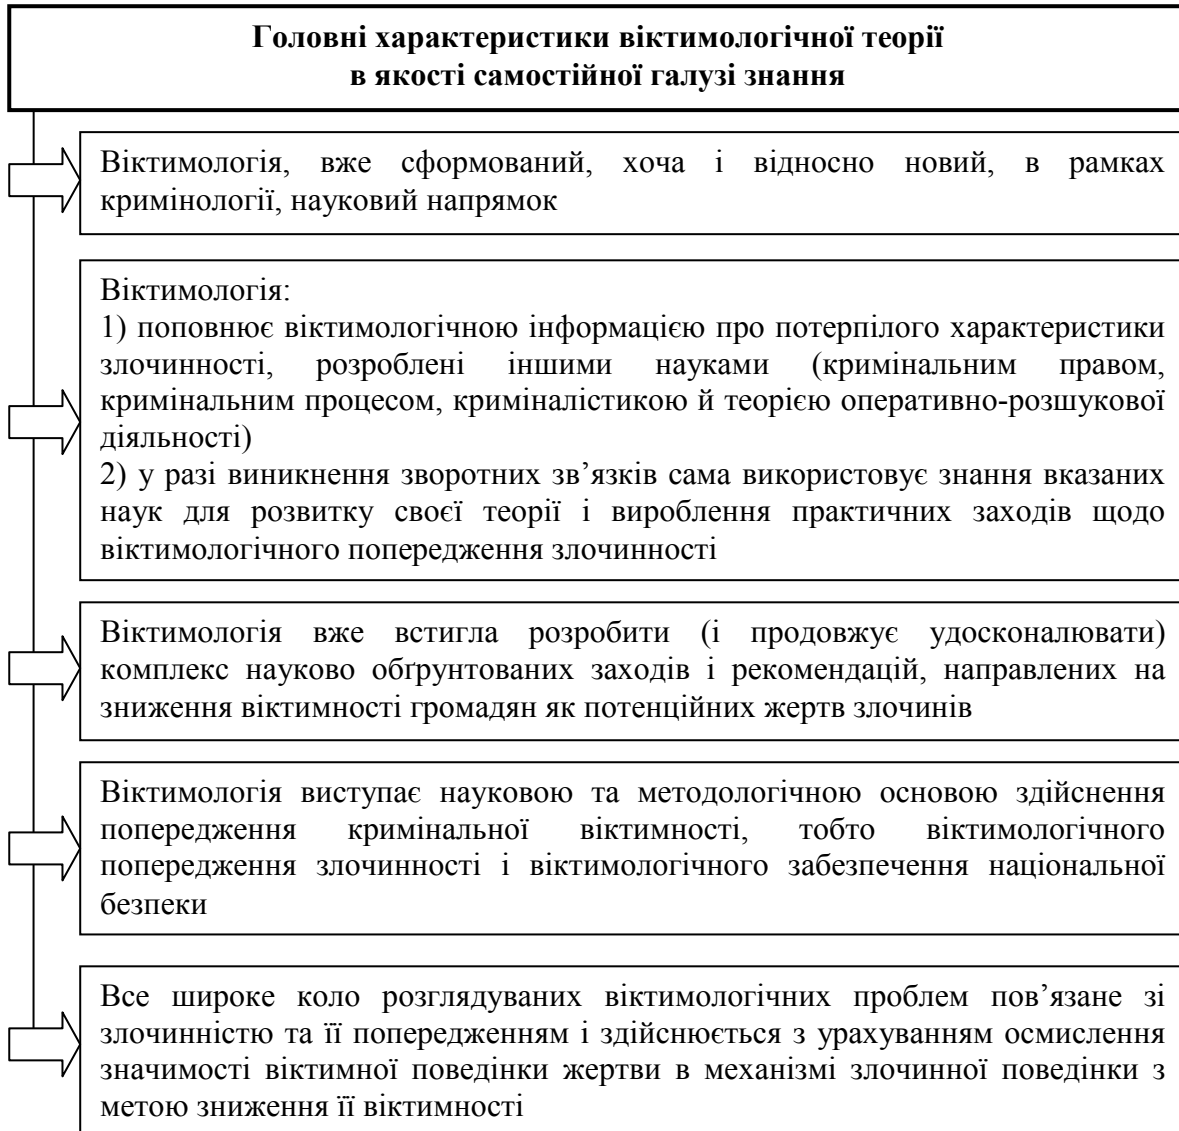 Головні характеристики віктимологічної теорії
в якості самостійної галузі знання
Віктимологія, вже сформований, хоча і відносно новий, в рамках
кримінології, науковий напрямок
Віктимологія:
1) поповнює віктимологічною інформацією про потерпілого характеристики
злочинності, розроблені іншими науками (кримінальним правом,
кримінальним процесом, криміналістикою й теорією оперативно-розшукової
діяльності)
2) у разі виникнення зворотних зв’язків сама використовує знання вказаних
наук для розвитку своєї теорії і вироблення практичних заходів щодо
віктимологічного попередження злочинності
Віктимологія вже встигла розробити (і продовжує удосконалювати)
комплекс науково обґрунтованих заходів і рекомендацій, направлених на
зниження віктимності громадян як потенційних жертв злочинів
Віктимологія виступає науковою та методологічною основою здійснення
попередження кримінальної віктимності, тобто віктимологічного
попередження злочинності і віктимологічного забезпечення національної
безпеки
Все широке коло розглядуваних віктимологічних проблем пов’язане зі
злочинністю та її попередженням і здійснюється з урахуванням осмислення
значимості віктимної поведінки жертви в механізмі злочинної поведінки з
метою зниження її віктимності